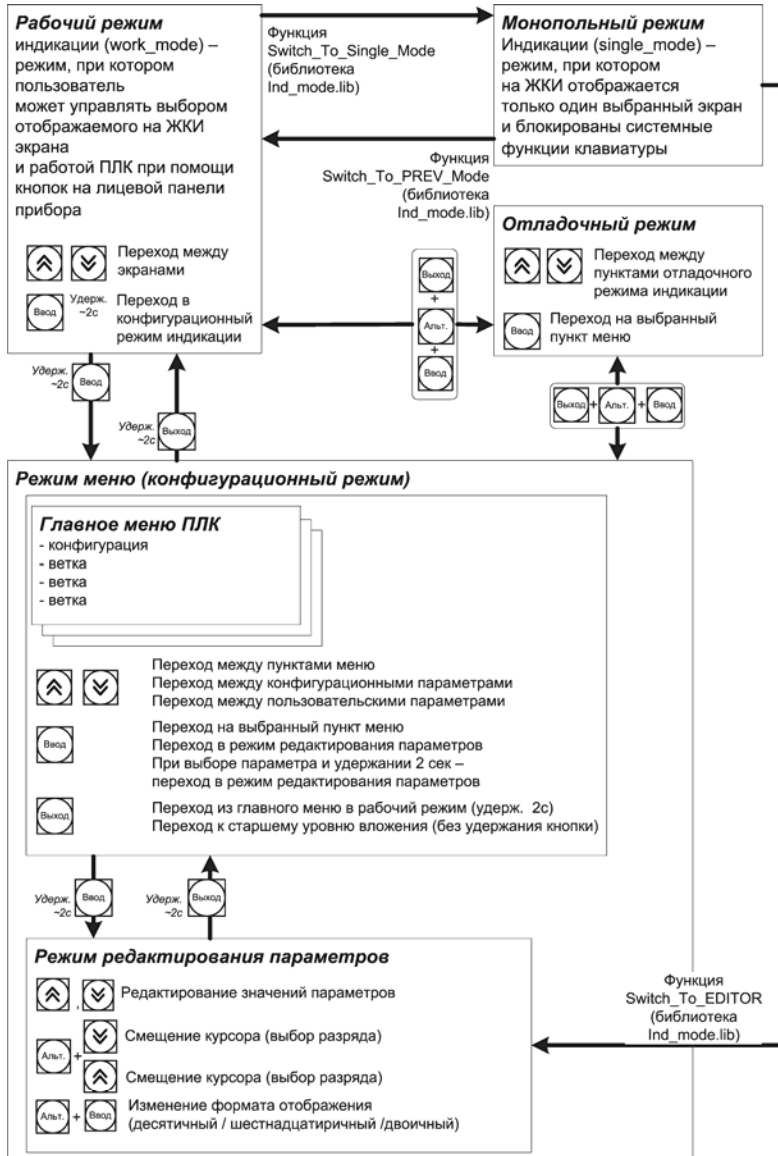 Рабочий режим
индикации (work_mode) –
режим, при котором
пользователь
может управлять выбором
отображаемого на ЖКИ
экрана
и работой ПЛК при помощи
кнопок на лицевой панели
прибора
Переход между
экранами
Ввод
Удерж.
~2с
Переход в
конфигурационный
режим индикации
Функция
Switch_To_Single_Mode
(библиотека
Ind_mode.lib)
Монопольный режим
Индикации (single_mode) –
режим, при котором
на ЖКИ отображается
только один выбранный экран
и блокированы системные
функции клавиатуры
Функция
Switch_To_PREV_Mode
(библиотека
Ind_mode.lib)
Отладочный режим
Переход между
пунктами отладочного
режима индикации
Ввод
Переход на выбранный
пункт меню
Выход
+
Альт.
+
Ввод
Удерж.
~2с
Ввод
Удерж.
~2с
Выход
Выход + Альт. + Ввод
Режим меню (конфигурационный режим)
Главное меню ПЛК
- конфигурация
- ветка
- ветка
- ветка
Переход между пунктами меню
Переход между конфигурационными параметрами
Переход между пользовательскими параметрами
Ввод
Переход на выбранный пункт меню
Переход в режим редактирования параметров
При выборе параметра и удержании 2 сек –
переход в режим редактирования параметров
Выход
Переход из главного меню в рабочий режим (удерж. 2с)
Переход к старшему уровню вложения (без удержания кнопки)
Удерж.
~2с
Ввод
Удерж.
~2с
Выход
Режим редактирования параметров
, Редактирование значений параметров
Альт. +
Смещение курсора (выбор разряда)
Смещение курсора (выбор разряда)
Альт. + Ввод
Изменение формата отображения
(десятичный / шестнадцатиричный /двоичный)
Функция
Switch_To_EDITOR
(библиотека
Ind_mode.lib)